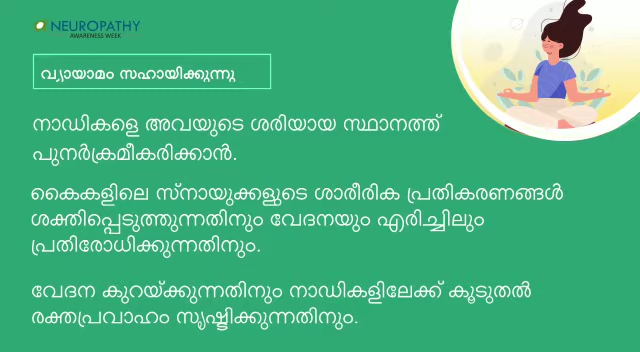 NEUROPATHY
AWARENESS WEEK
വ്യായാമം സഹായിക്കുന്നു
നാഡികളെ അവയുടെ ശരിയായ സ്ഥാനത്ത്
പുനർക്രമീകരിക്കാൻ.
കൈകളിലെ സ്നായുക്കളുടെ ശാരീരിക പ്രതികരണങ്ങൾ
ശക്തിപ്പെടുത്തുന്നതിനും വേദനയും എരിച്ചിലും
പ്രതിരോധിക്കുന്നതിനും.
വേദന കുറയ്ക്കുന്നതിനും നാഡികളിലേക്ക് കൂടുതൽ
രക്തപ്രവാഹം സൃഷ്ടിക്കുന്നതിനും.